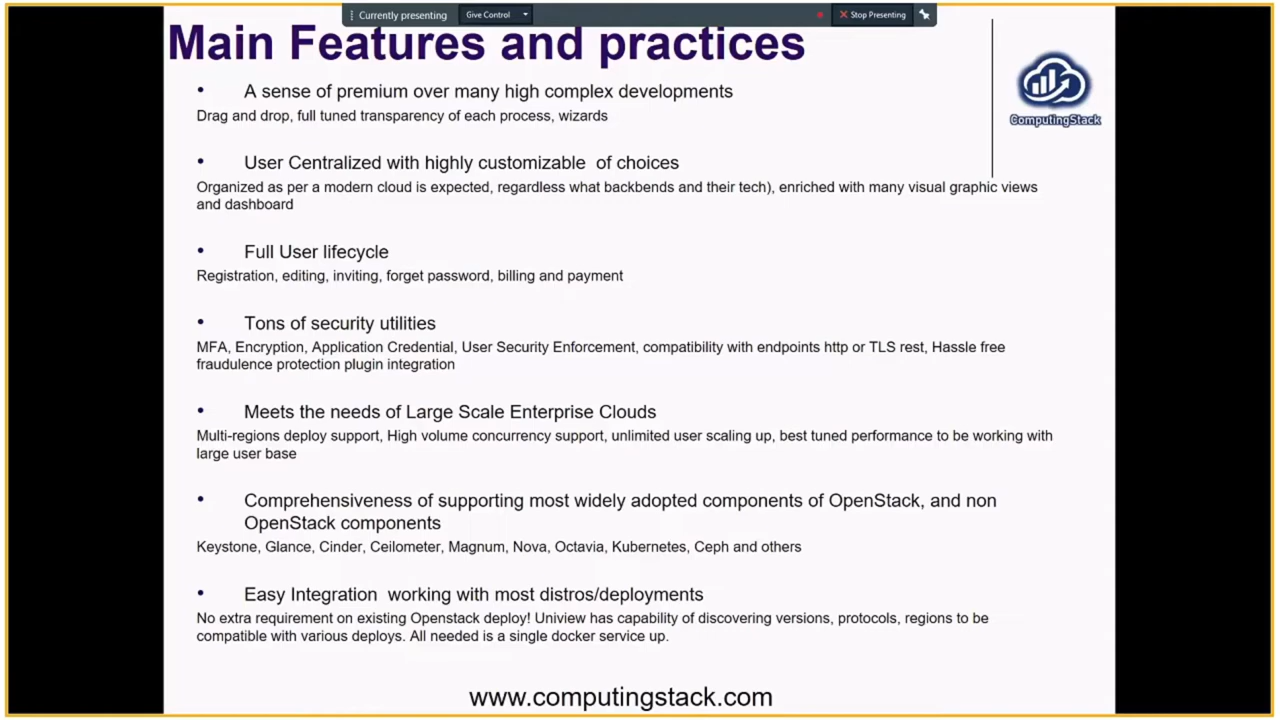 Currently presenting
Give Control
Stop Presenting
Main Features and practices
ComputingStack
• A sense of premium over many high complex developments
Drag and drop, full tuned transparency of each process, wizards
• User Centralized with highly customizable of choices
Organized as per a modern cloud is expected, regardless what backbends and their tech), enriched with many visual graphic views
and dashboard
• Full User lifecycle
Registration, editing, inviting, forget password, billing and payment
• Tons of security utilities
MFA, Encryption, Application Credential, User Security Enforcement, compatibility with endpoints http or TLS rest, Hassle free
fraudulence protection plugin integration
• Meets the needs of Large Scale Enterprise Clouds
Multi-regions deploy support, High volume concurrency support, unlimited user scaling up, best tuned performance to be working with
large user base
• Comprehensiveness of supporting most widely adopted components of OpenStack, and non
OpenStack components
Keystone, Glance, Cinder, Ceilometer, Magnum, Nova, Octavia, Kubernetes, Ceph and others
• Easy Integration working with most distros/deployments
No extra requirement on existing Openstack deploy! Uniview has capability of discovering versions, protocols, regions to be
compatible with various deploys. All needed is a single docker service up.
www.computingstack.com